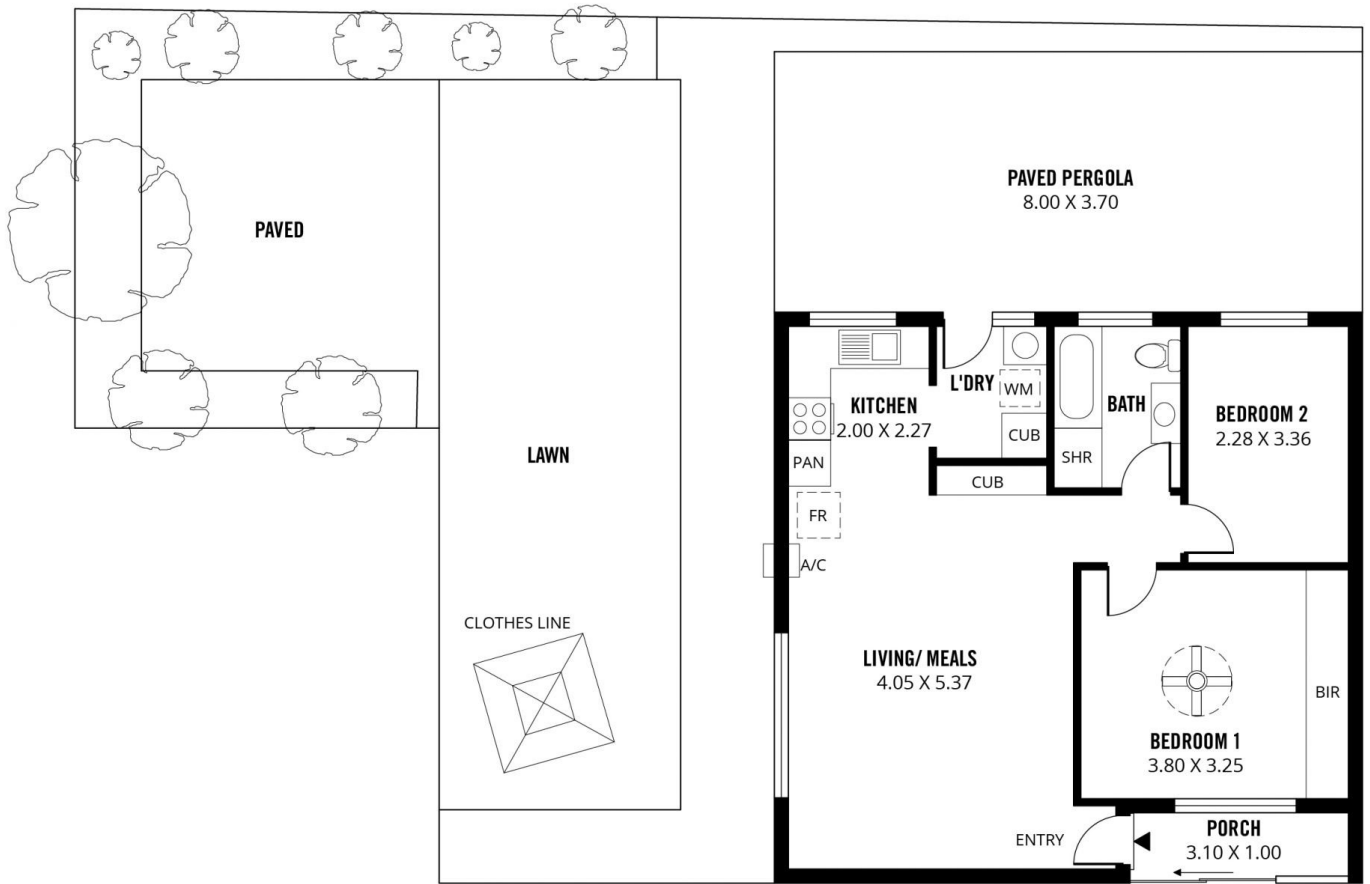 PAVED PERGOLA
8.00 X 3.70
PAVED
L'DRY
WM
KITCHEN
2.00 X 2.27
BATH
BEDROOM 2
2.28 X 3.36
CUB
PAN
SHR
LAWN
CUB
FR
A/C
CLOTHES LINE
LIVING/ MEALS
4.05 X 5.37
BIR
BEDROOM 1
3.80 X 3.25
PORCH
3.10 X 1.00
ENTRY